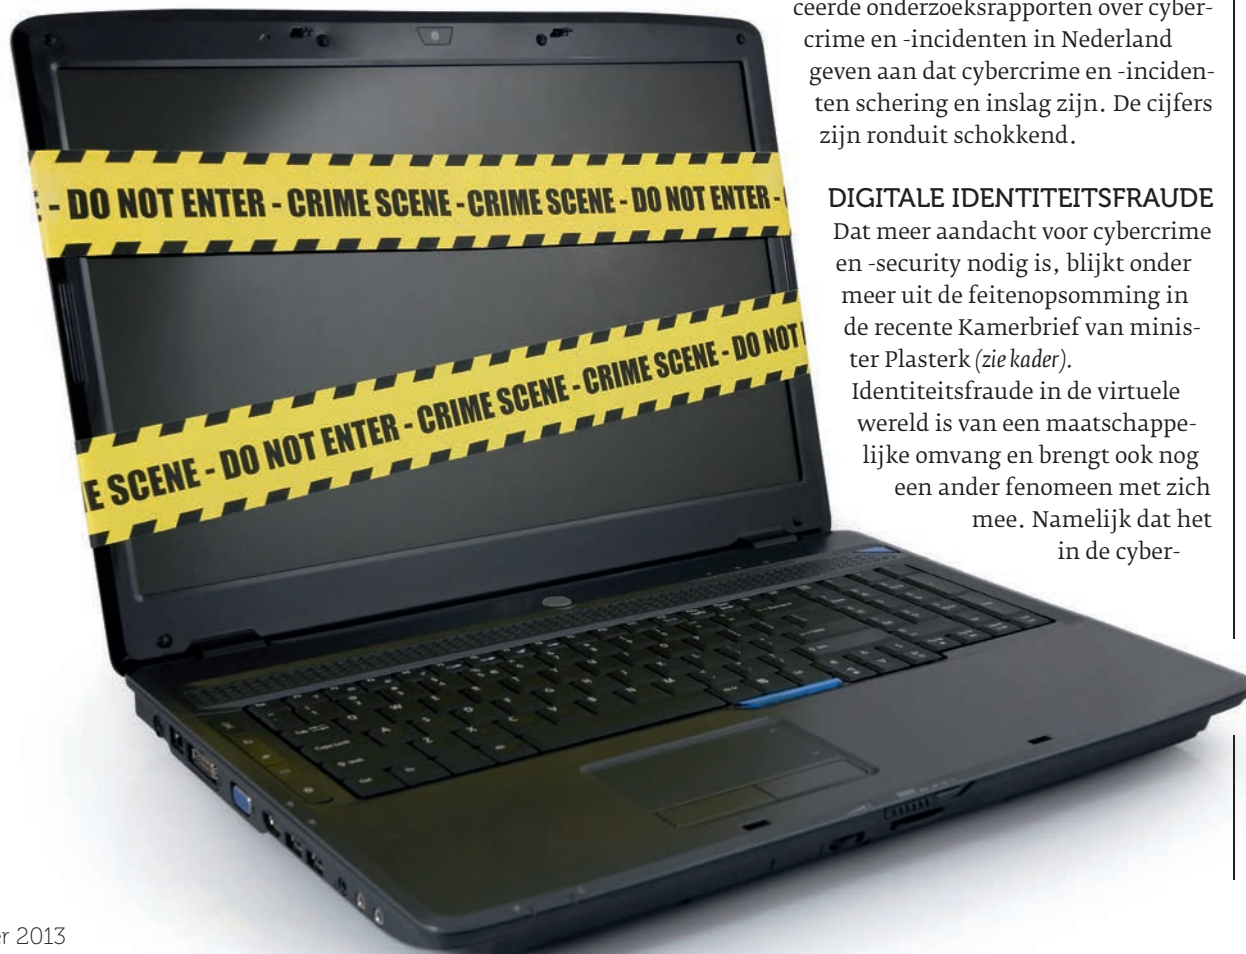 ceerde onderzoeksrapporten over cyber-
crime en -incidenten in Nederland
geven aan dat cybercrime en -inciden-
ten schering en inslag zijn. De cijfers
zijn ronduit schokkend.
DIGITALE IDENTITEITSFRAUDE
Dat meer aandacht voor cybercrime
en -security nodig is, blijkt onder
meer uit de feitenopsomming in
de recente Kamerbrief van minis-
ter Plasterk (zie kader).
Identiteitsfraude in de virtuele
wereld is van een maatschappe-
lijke omvang en brengt ook nog
een ander fenomeen met zich
mee. Namelijk dat het
in de cyber-
- DO NOT ENTER - CRIME SCENE - CRIME SCENE - DO NOT ENTER -
E SCENE - DO NOT ENTER - CRIME SCENE - CRIME SCENE - DO NOT
er 2013